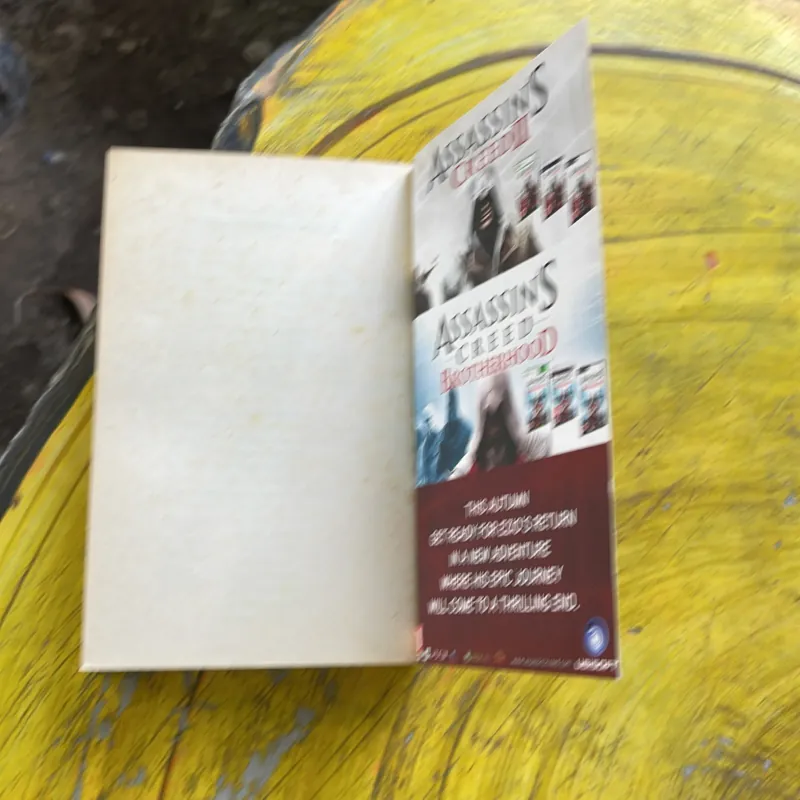 ASSASSIN'S
CREED II
ASSASSIN'S
CREED
BROTHERHOOD
THIS AUTUMN
GET READY FOR EZIO'S RETURN
IN A NEW ADVENTURE
WHERE HIS EPIC JOURNEY
WILL COME TO A THRILLING END.
UBISOFT